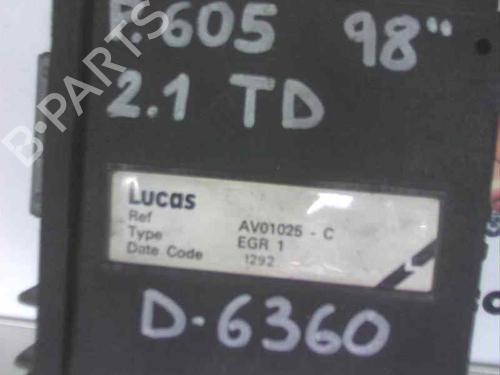 P.605 98"
2.1 TD
Lucas
Ref AV01025 - C
Type EGR 1
Date Code 1292
D-6360
B-PARTS